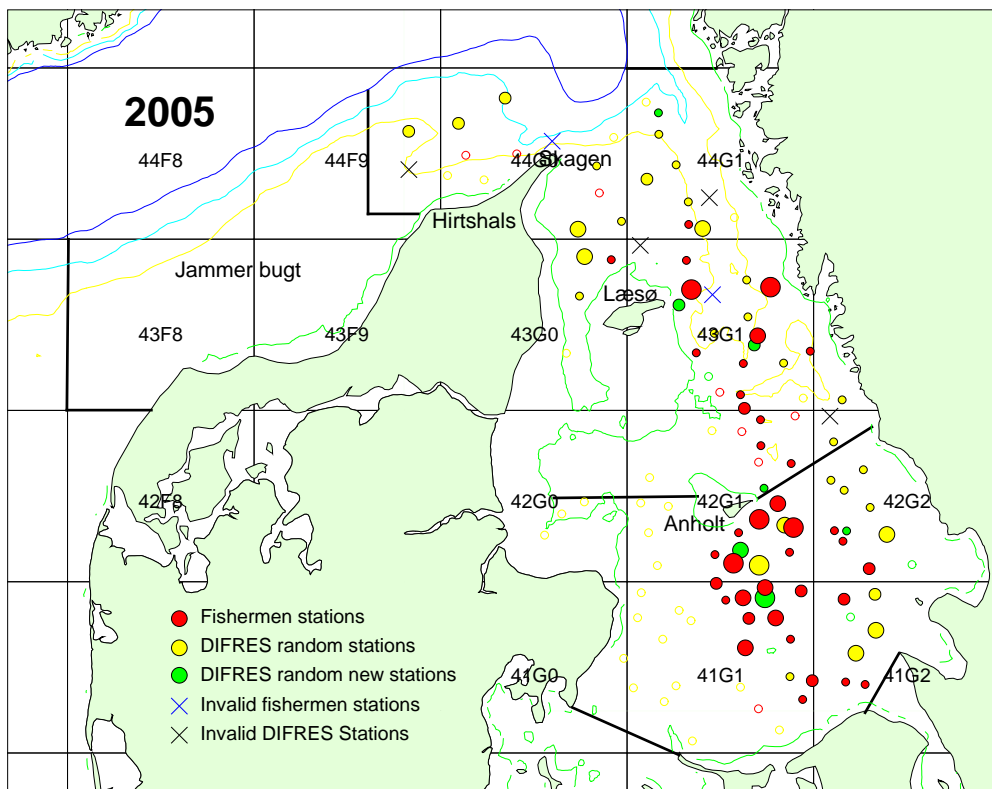 2005
44F8
44F9
44G0
Skagen
44G1
Hirtshals
Jammer bugt
Læsø
43F8
43F9
43G0
43G1
42F8
42G0
42G1
42G2
Anholt
Fishermen stations
DIFRES random stations
DIFRES random new stations
41G0
41G1
41G2
Invalid fishermen stations
Invalid DIFRES Stations